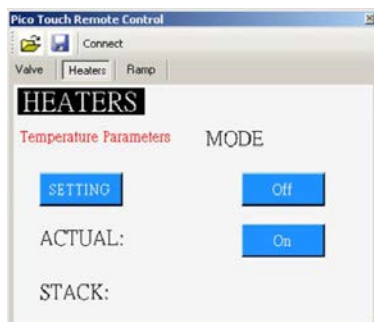 Pico Touch Remote Control
Connect
Valve Heaters Ramp
HEATERS
Temperature Parameters MODE
SETTING Off
ACTUAL: On
STACK: